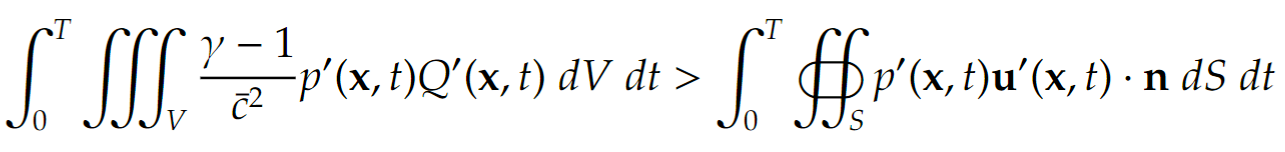 ∫₀ᵀ ∭_V (γ − 1)/c̄² p′(𝐱, t)Q′(𝐱, t) dV dt > ∫₀ᵀ ∯_S p′(𝐱, t)𝐮′(𝐱, t) · 𝐧 dS dt